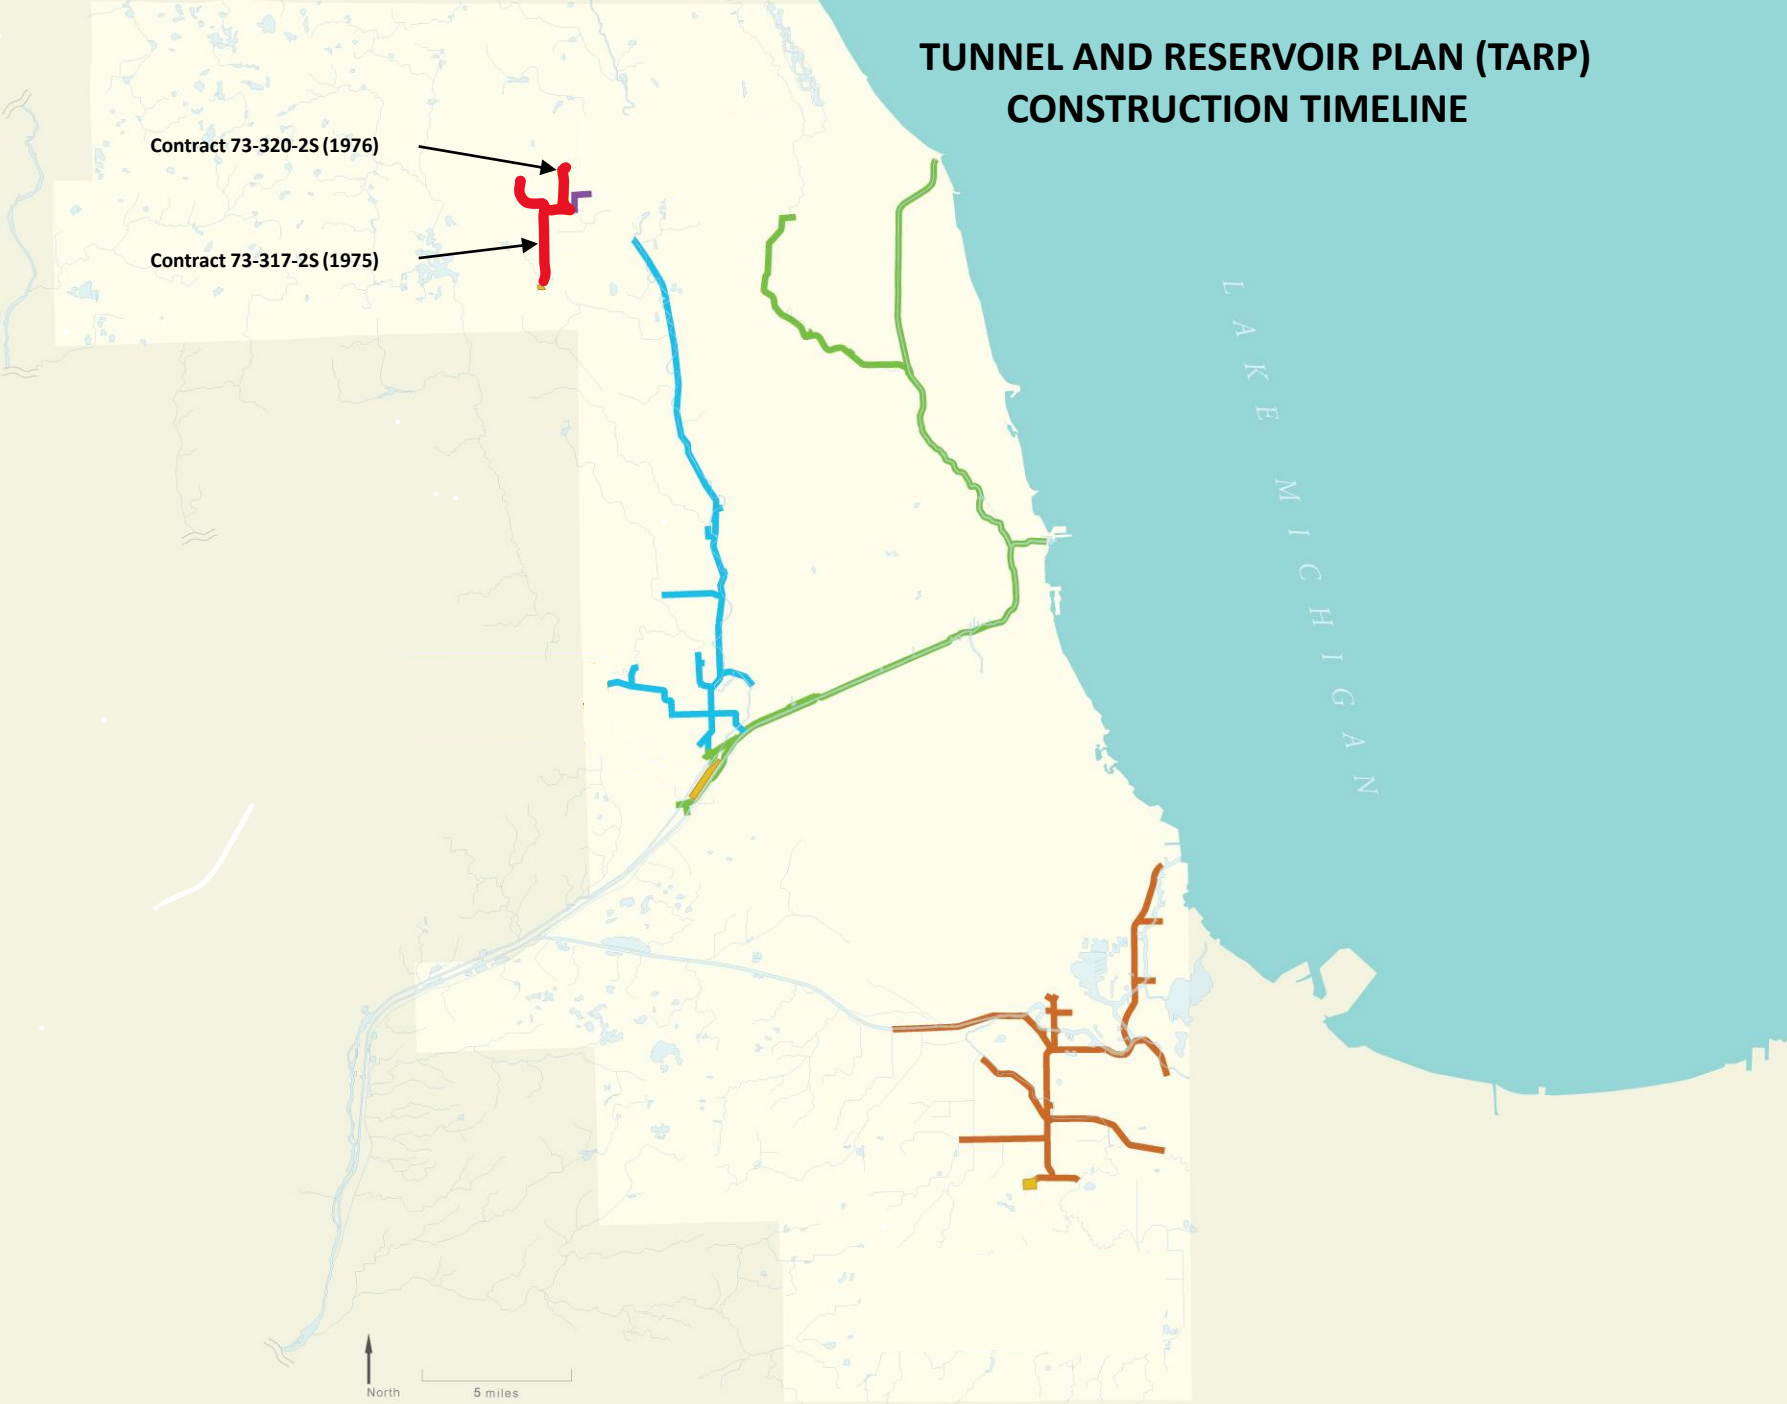 TUNNEL AND RESERVOIR PLAN (TARP)
CONSTRUCTION TIMELINE
Contract 73-320-2S (1976)
Contract 73-317-2S (1975)
LAKE MICHIGAN
North
5 miles